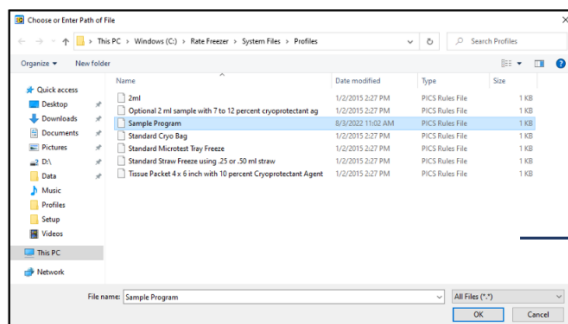 Choose or Enter Path of File
This PC > Windows (C:) > Rate Freezer > System Files > Profiles
Search Profiles
Organize
New folder
Name Date modified Type Size
2ml 1/2/2015 2:27 PM PICS Rules File 1 KB
Optional 2 ml sample with 7 to 12 percent cryoprotectant ag 1/2/2015 2:27 PM PICS Rules File 1 KB
Sample Program 8/3/2022 11:02 AM PICS Rules File 1 KB
Standard Cryo Bag 1/2/2015 2:27 PM PICS Rules File 1 KB
Standard Microtest Tray Freeze 1/2/2015 2:27 PM PICS Rules File 1 KB
Standard Straw Freeze using .25 or .50 ml straw 1/2/2015 2:27 PM PICS Rules File 1 KB
Tissue Packet 4 x 6 inch with 10 percent Cryoprotectant Agent 1/2/2015 2:27 PM PICS Rules File 1 KB
Quick access
Desktop
Downloads
Documents
Pictures
D:\
Data
Music
Profiles
Setup
Videos
This PC
Network
File name: Sample Program
All Files (*.*)
OK Cancel